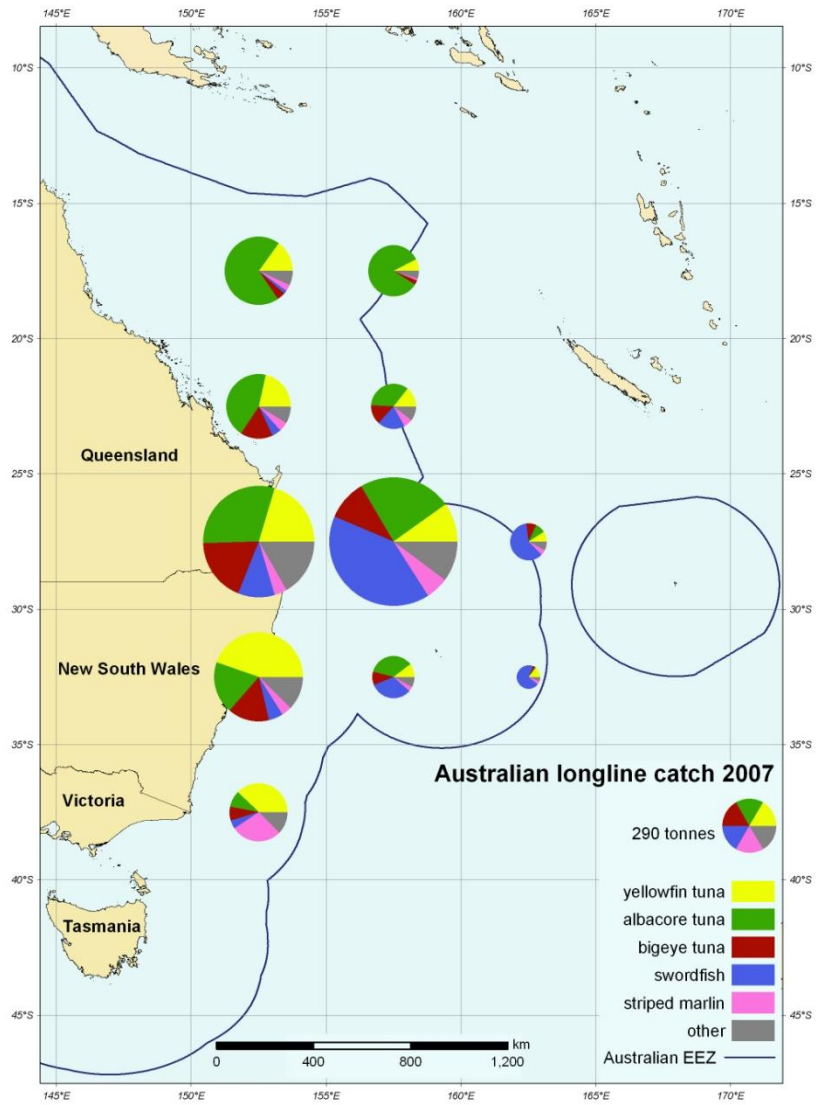 145°E 150°E 155°E 160°E 165°E 170°E
10°S 10°S
15°S 15°S
20°S 20°S
25°S 25°S
Queensland
30°S 30°S
New South Wales
35°S 35°S
Australian longline catch 2007
Victoria
290 tonnes
40°S 40°S
yellowfin tuna
albacore tuna
Tasmania
bigeye tuna
swordfish
striped marlin
45°S 45°S
other
km
Australian EEZ
0 400 800 1,200
145°E 150°E 155°E 160°E 165°E 170°E